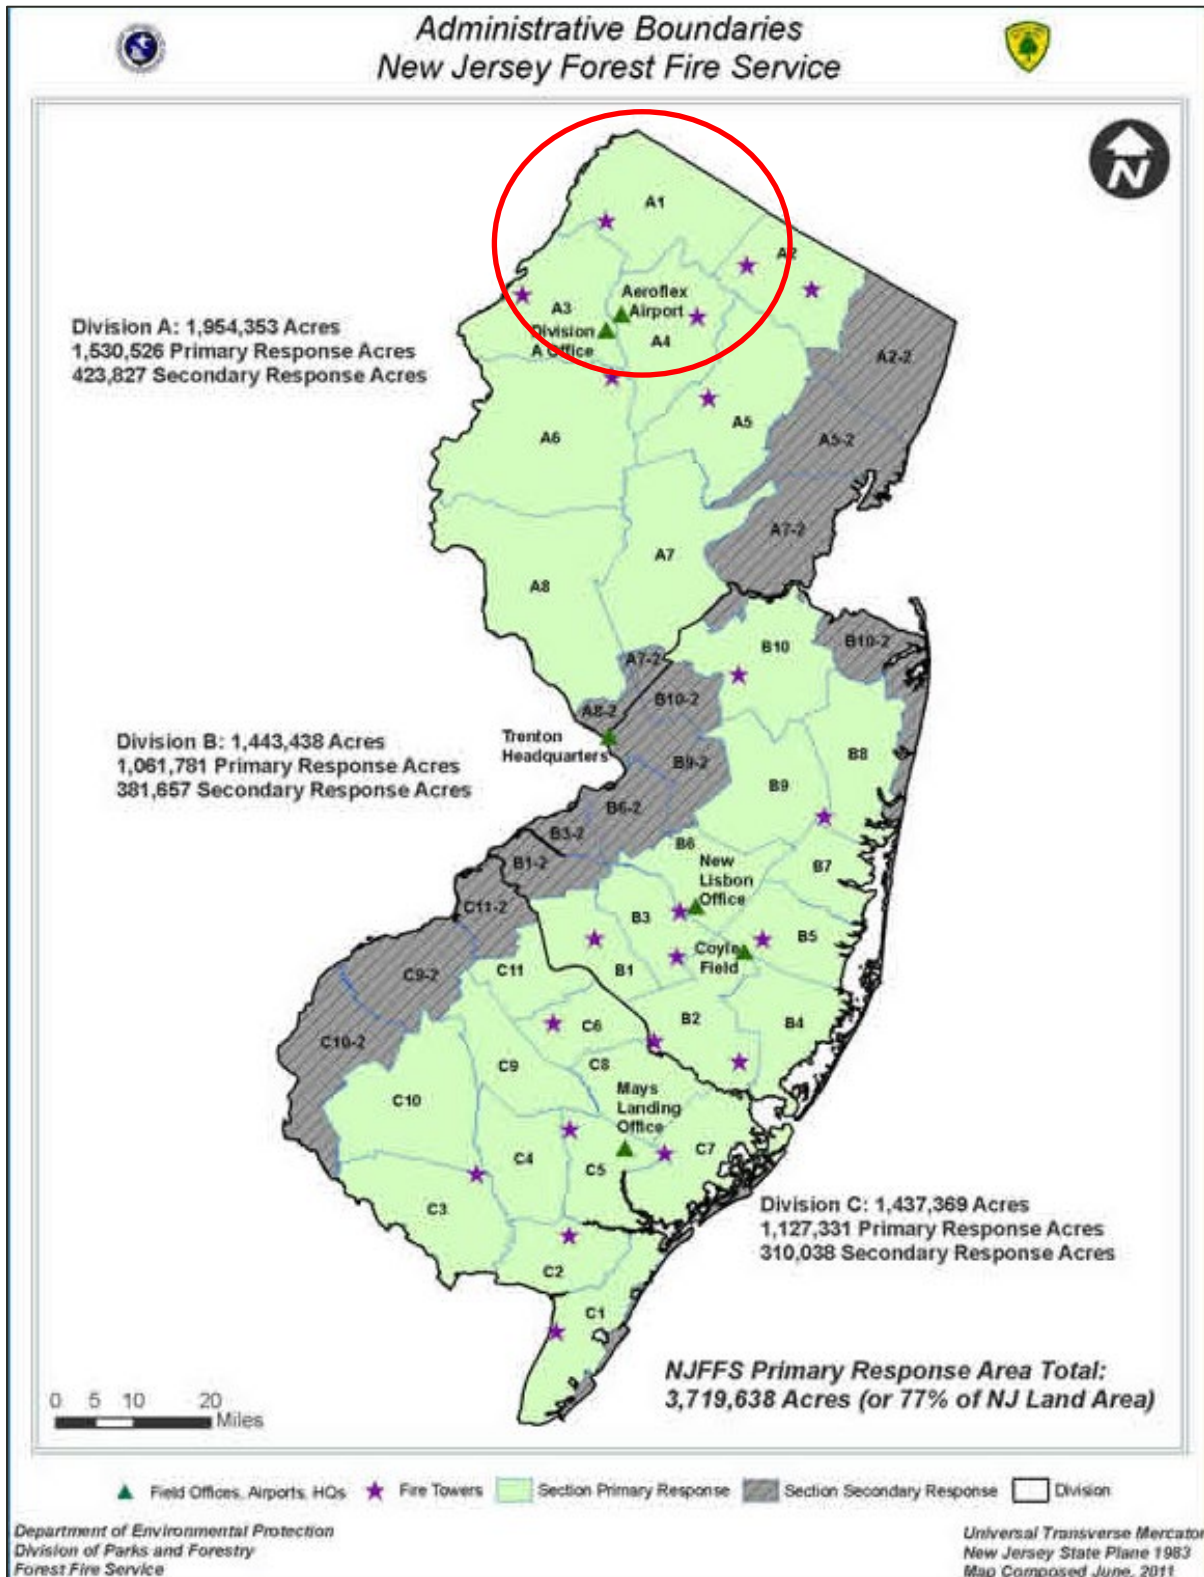 Administrative Boundaries
New Jersey Forest Fire Service
N
A1
A2
Aeroflex
Airport
A3
Division
A Office
A4
Division A: 1,954,353 Acres
1,530,526 Primary Response Acres
423,827 Secondary Response Acres
A2-2
A5
A6
A5-2
A7-2
A7
A8
B10
B10-2
A7-2
B10-2
A8-2
Trenton
Headquarters
Division B: 1,443,438 Acres
1,061,781 Primary Response Acres
381,657 Secondary Response Acres
B9-2
B8
B9
B6-2
B3-2
B6
B1-2
New
Lisbon
Office
B7
C11-2
B3
B5
Coyle
Field
C11
B1
C9-2
C6
B2
B4
C10-2
C9
C8
Mays
Landing
Office
C10
C7
C4
C5
C3
Division C: 1,437,369 Acres
1,127,331 Primary Response Acres
310,038 Secondary Response Acres
C2
C1
NJFFS Primary Response Area Total:
3,719,638 Acres (or 77% of NJ Land Area)
0 5 10 20
Miles
Field Offices, Airports, HQs Fire Towers Section Primary Response Section Secondary Response Division
Department of Environmental Protection
Division of Parks and Forestry
Forest Fire Service
Universal Transverse Mercator
New Jersey State Plane 1983
Map Composed June, 2011